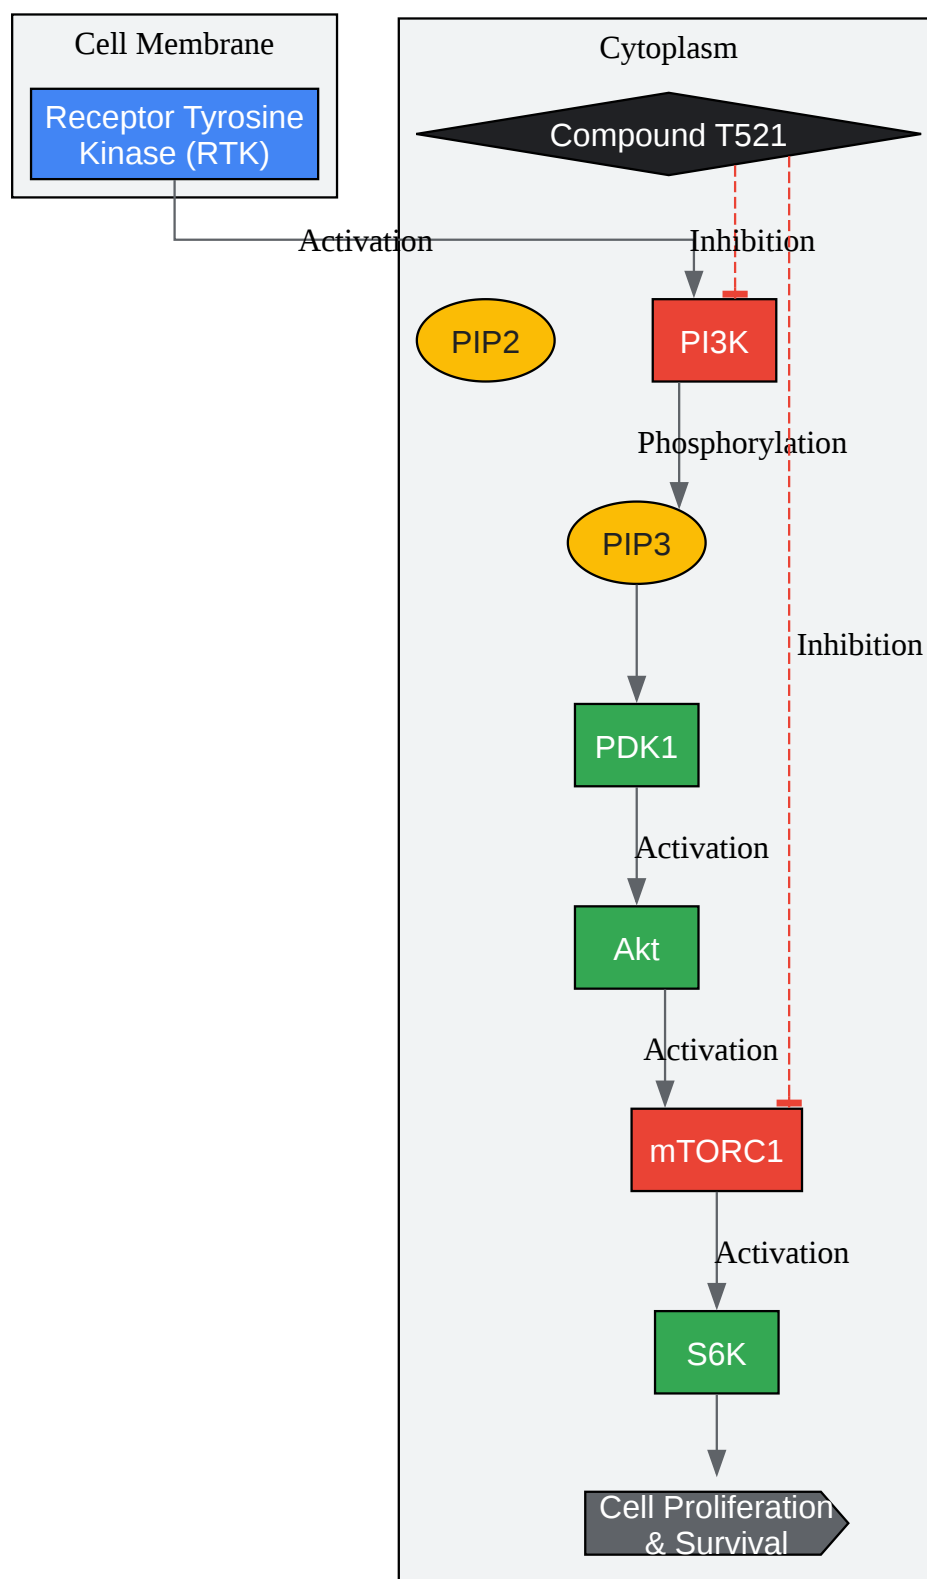 Cell Membrane
Receptor Tyrosine
Kinase (RTK)
Cytoplasm
Compound T521
Activation
Inhibition
PIP2
PI3K
Phosphorylation
PIP3
Inhibition
PDK1
Activation
Akt
Activation
mTORC1
Activation
S6K
Cell Proliferation
& Survival